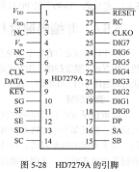 V_DD 1 28 RESET
V_DD 2 27 RC
NC 3 26 CLKO
V_ss 4 25 DIG7
NC 5 24 DIG6
CS 6 23 DIG5
CLK 7 22 DIG4
DATA 8 21 DIG3
KEY 9 20 DIG2
SG 10 19 DIG1
SF 11 18 DIG0
SE 12 17 DP
SD 13 16 SA
SC 14 15 SB
HD7279A
图 5-28 HD7279A 的引脚